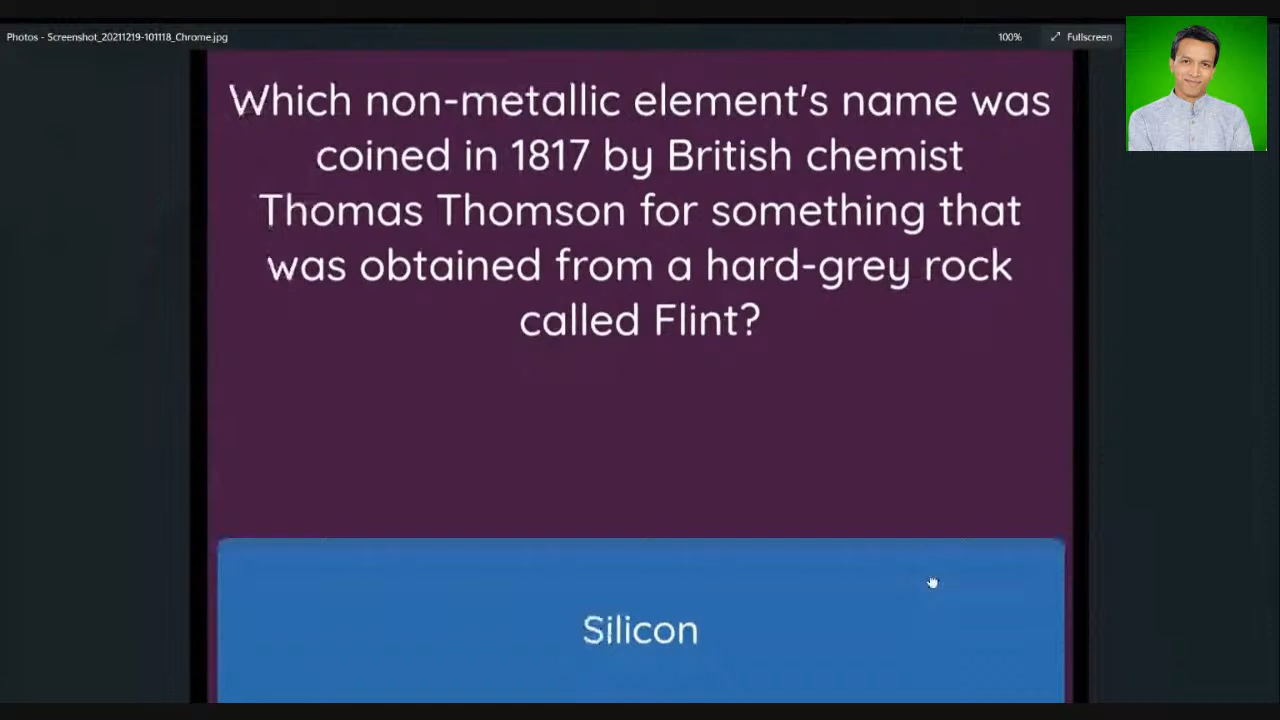 Photos - Screenshot_20211219-101118_Chrome.jpg
100%
Fullscreen
Which non-metallic element's name was
coined in 1817 by British chemist
Thomas Thomson for something that
was obtained from a hard-grey rock
called Flint?
Silicon